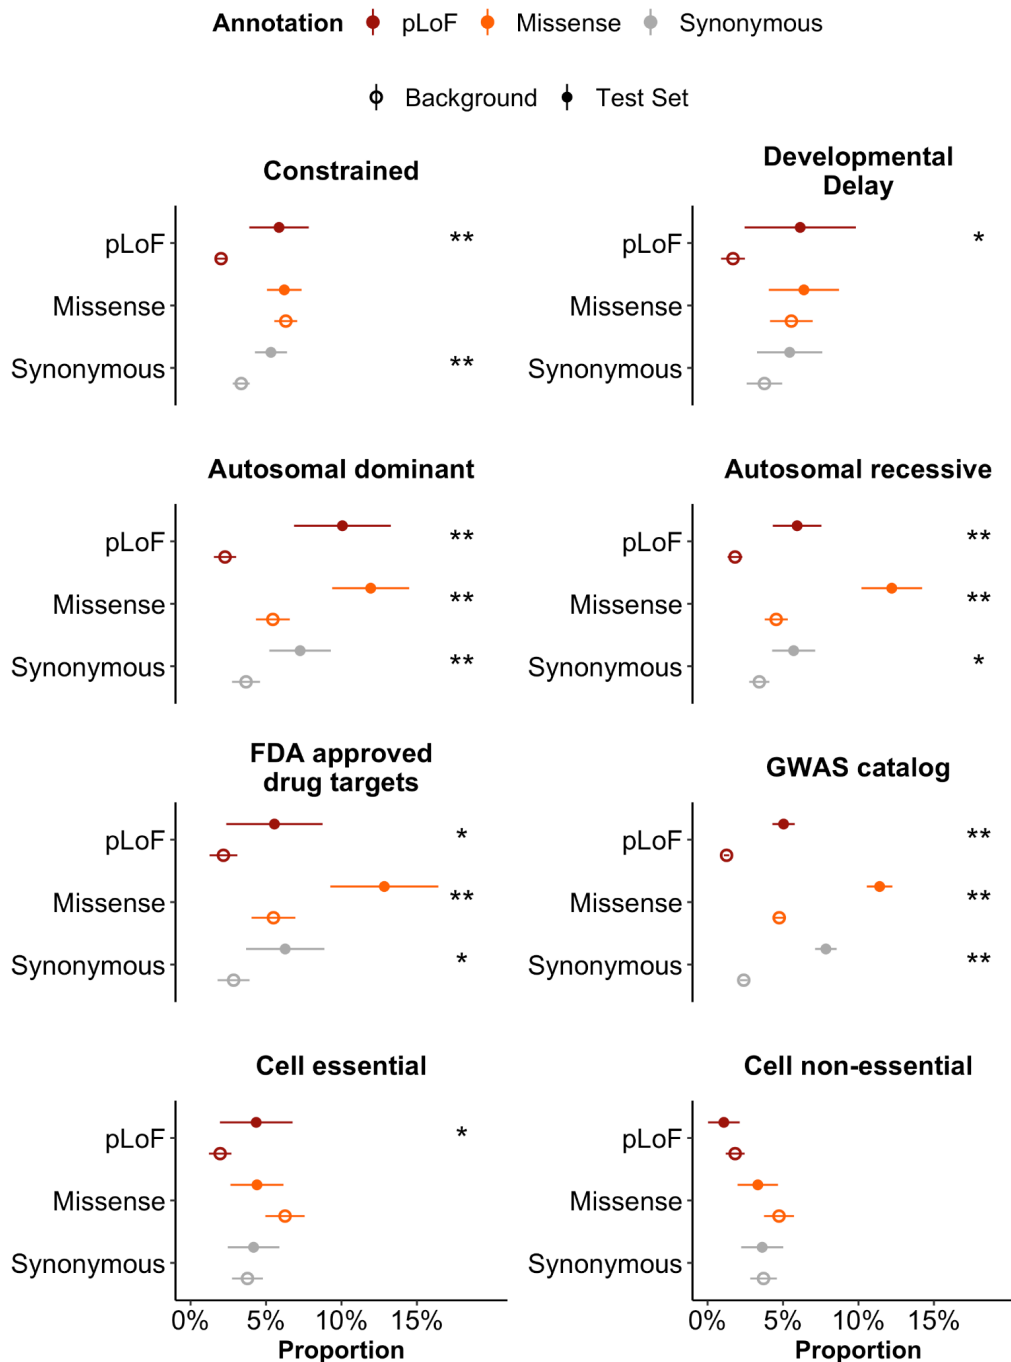 Annotation pLoF Missense Synonymous
Background Test Set
Constrained
pLoF **
Missense
Synonymous **
Developmental
Delay
pLoF *
Missense
Synonymous
Autosomal dominant
pLoF **
Missense **
Synonymous **
Autosomal recessive
pLoF **
Missense **
Synonymous *
FDA approved
drug targets
pLoF *
Missense **
Synonymous *
GWAS catalog
pLoF **
Missense **
Synonymous **
Cell essential
pLoF *
Missense
Synonymous
0% 5% 10% 15%
Proportion
Cell non-essential
pLoF
Missense
Synonymous
0% 5% 10% 15%
Proportion